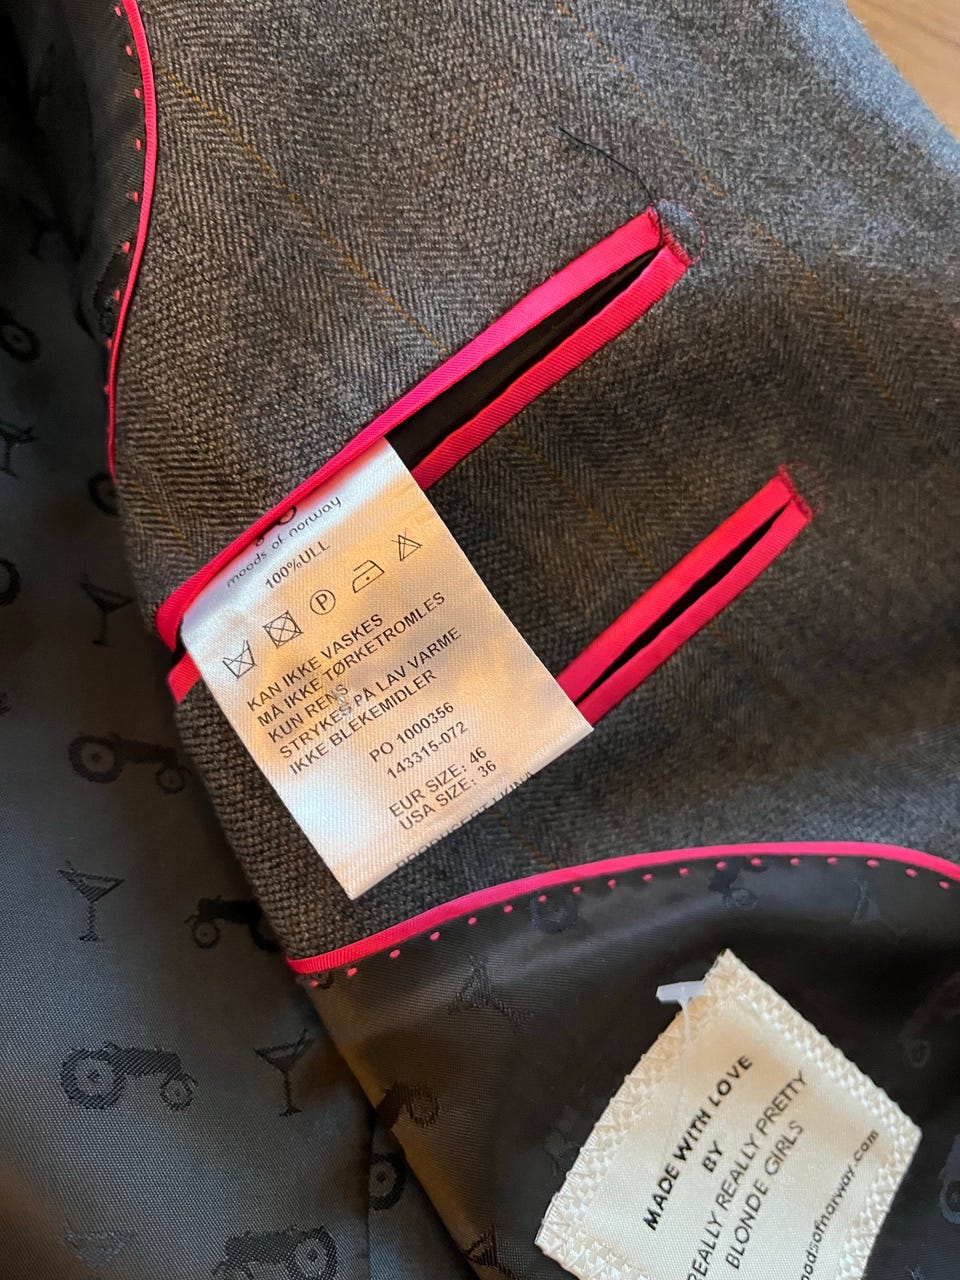 moods of norway
100%ULL
P
KAN IKKE VASKES
MÅ IKKE TØRKETROMLES
KUN RENS
STRYKES PÅ LAV VARME
IKKE BLEKEMIDLER
PO 1000356
143315-072
EUR SIZE: 46
USA SIZE: 36
MADE WITH LOVE
BY
REALLY REALLY PRETTY
BLONDE GIRLS
moodsofnorway.com